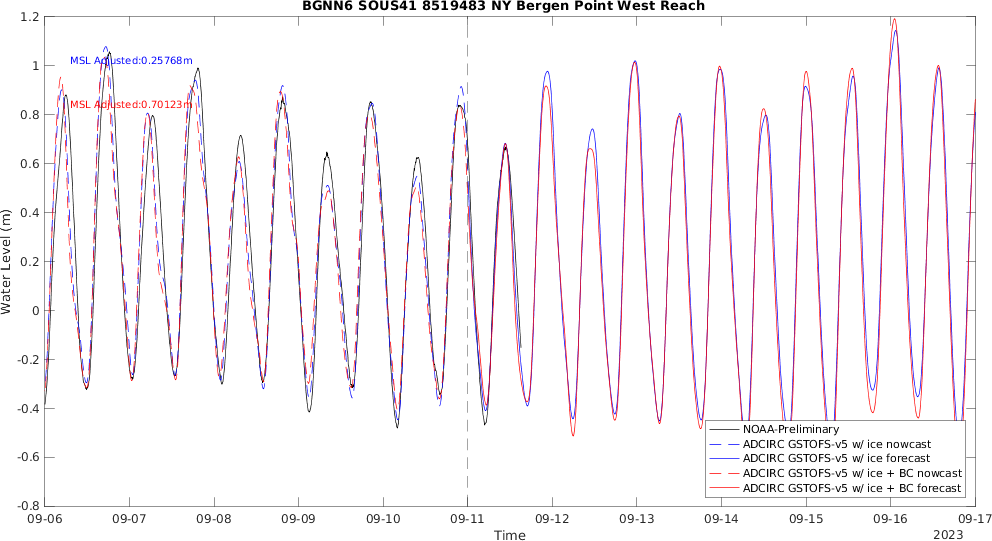 BGNN6 SOUS41 8519483 NY Bergen Point West Reach
1.2
1
0.8
0.6
0.4
0.2
0
-0.2
-0.4
-0.6
-0.8
Water Level (m)
MSL Adjusted:0.25768m
MSL Adjusted:0.70123m
NOAA-Preliminary
ADCIRC GSTOFS-v5 w/ ice nowcast
ADCIRC GSTOFS-v5 w/ ice forecast
ADCIRC GSTOFS-v5 w/ ice + BC nowcast
ADCIRC GSTOFS-v5 w/ ice + BC forecast
09-06 09-07 09-08 09-09 09-10 09-11 09-12 09-13 09-14 09-15 09-16 09-17
Time
2023